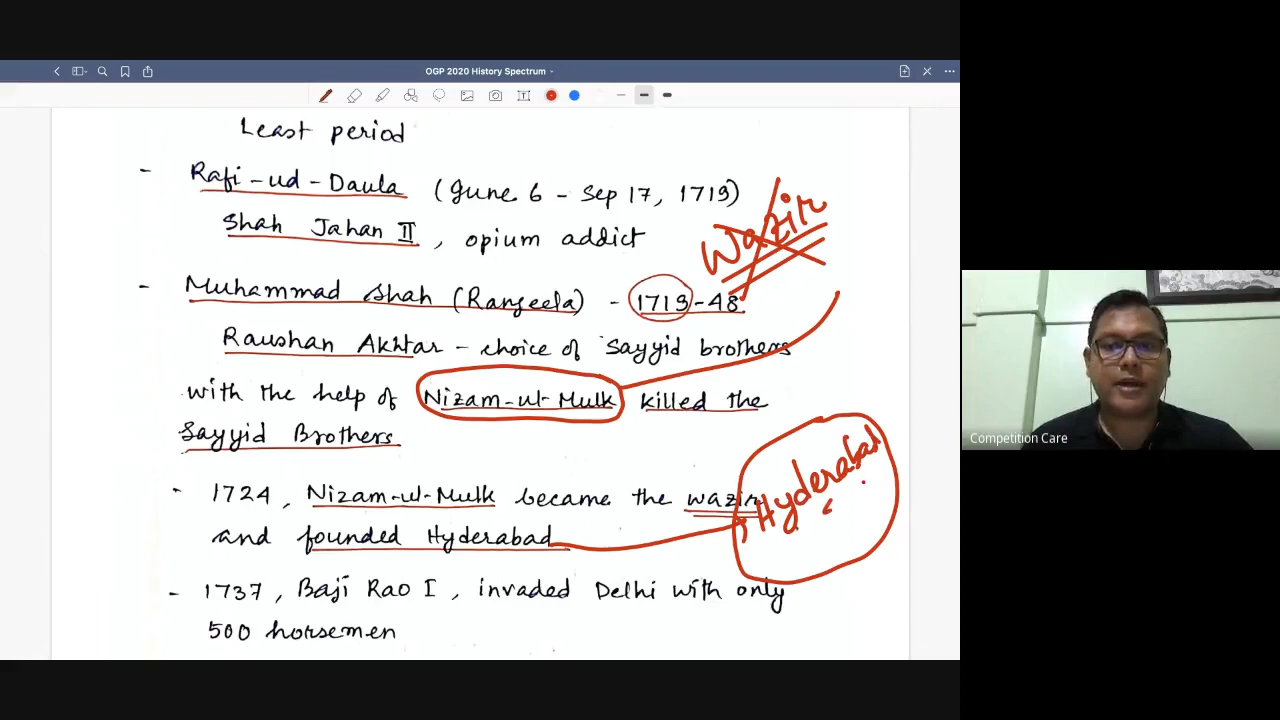 OGP 2020 History Spectrum
Least period
- Rafi-ud-Daula (June 6 - Sep 17, 1719)
Shah Jahan II, opium addict
Wazir
- Muhammad Shah (Rangeela) - 1719-48
Raushan Akhtar - choice of Sayyid brothers
with the help of Nizam-ul-Mulk killed the
Sayyid Brothers
- 1724, Nizam-ul-Mulk became the wazir
and founded Hyderabad
Hyderabad
- 1737, Baji Rao I, invaded Delhi with only
500 horsemen
Competition Care